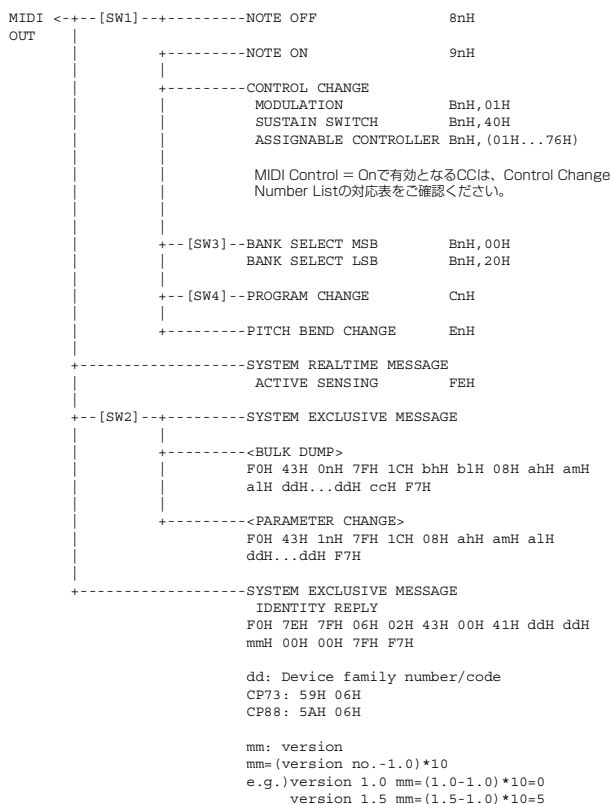 MIDI <-+--[SW1]--+---------NOTE OFF 8nH
OUT |
| +---------NOTE ON 9nH
| |
| +---------CONTROL CHANGE
| | MODULATION BnH,01H
| | SUSTAIN SWITCH BnH,40H
| | ASSIGNABLE CONTROLLER BnH,(01H...76H)
| |
| | MIDI Control = Onで有効となるCCは、Control Change
| | Number Listの対応表をご確認ください。
| |
| |
| +--[SW3]--BANK SELECT MSB BnH,00H
| | BANK SELECT LSB BnH,20H
| |
| +--[SW4]--PROGRAM CHANGE CnH
| |
| +---------PITCH BEND CHANGE EnH
|
+-------------------SYSTEM REALTIME MESSAGE
| ACTIVE SENSING FEH
|
+--[SW2]--+---------SYSTEM EXCLUSIVE MESSAGE
| |
| +---------<BULK DUMP>
| | F0H 43H 0nH 7FH 1CH bhH blH 08H ahH amH
| | alH ddH...ddH ccH F7H
| |
| +---------<PARAMETER CHANGE>
| F0H 43H 1nH 7FH 1CH 08H ahH amH alH
| ddH...ddH F7H
|
+-------------------SYSTEM EXCLUSIVE MESSAGE
IDENTITY REPLY
F0H 7EH 7FH 06H 02H 43H 00H 41H ddH ddH
mmH 00H 00H 7FH F7H
dd: Device family number/code
CP73: 59H 06H
CP88: 5AH 06H
mm: version
mm=(version no.-1.0)*10
e.g.)version 1.0 mm=(1.0-1.0)*10=0
version 1.5 mm=(1.5-1.0)*10=5